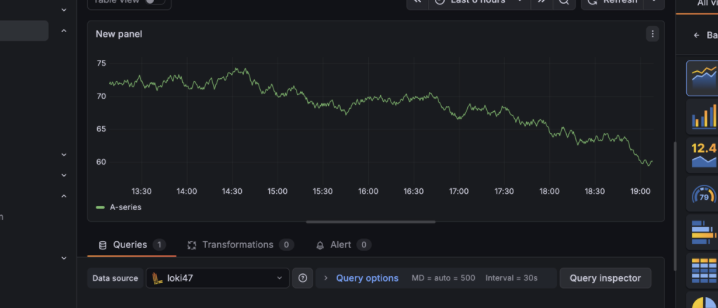 Table view
Last 6 hours
Refresh
All vi
Ba
New panel
75
70
65
60
13:30 14:00 14:30 15:00 15:30 16:00 16:30 17:00 17:30 18:00 18:30 19:00
A-series
12.4
79
Queries 1 Transformations 0 Alert 0
Data source loki47 Query options MD = auto = 500 Interval = 30s Query inspector